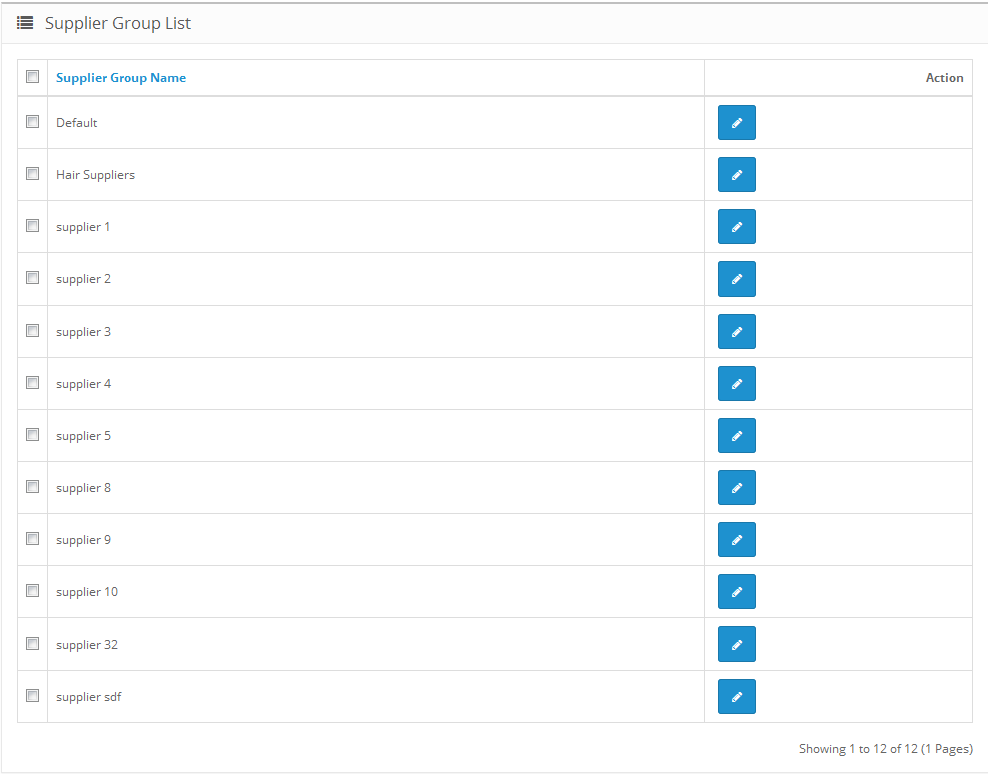 Supplier Group List
Supplier Group Name Action
Default
Hair Suppliers
supplier 1
supplier 2
supplier 3
supplier 4
supplier 5
supplier 8
supplier 9
supplier 10
supplier 32
supplier sdf
Showing 1 to 12 of 12 (1 Pages)